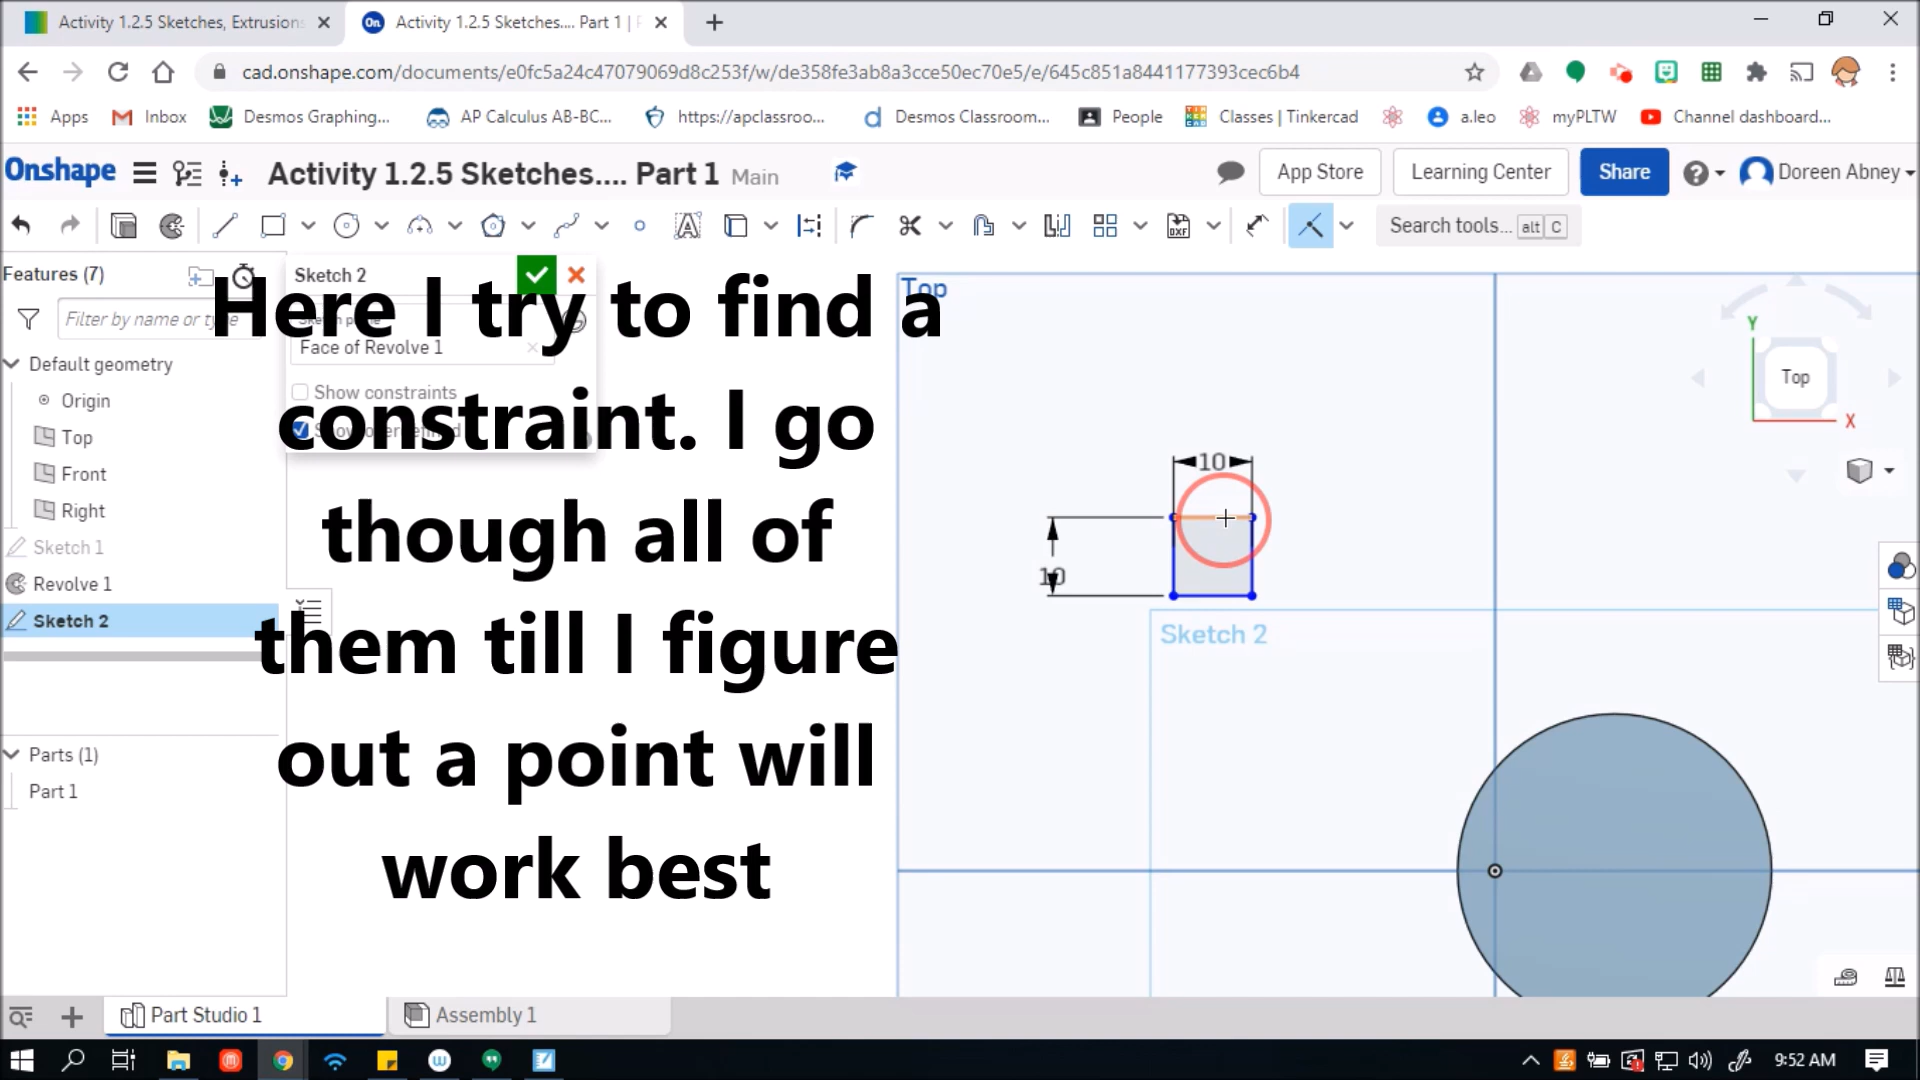 Activity 1.2.5 Sketches, Extrusions
On
Activity 1.2.5 Sketches.... Part 1 | P
cad.onshape.com/documents/e0fc5a24c47079069d8c253f/w/de358fe3ab8a3cce50ec70e5/e/645c851a8441177393cec6b4
Apps
Inbox
Desmos Graphing...
AP Calculus AB-BC...
https://apclassroo...
Desmos Classroom...
People
Classes | Tinkercad
a.leo
myPLTW
Channel dashboard...
Onshape
Activity 1.2.5 Sketches.... Part 1 Main
App Store
Learning Center
Share
Doreen Abney
DXF
Search tools... alt C
Features (7)
Filter by name or type
Default geometry
Origin
Top
Front
Right
Sketch 1
Revolve 1
Sketch 2
Parts (1)
Part 1
Sketch 2
Sketch plane
Face of Revolve 1
Show constraints
Here I try to find a
constraint. I go
though all of
them till I figure
out a point will
work best
Top
10
10
Sketch 2
Y
Top
X
Part Studio 1
Assembly 1
9:52 AM